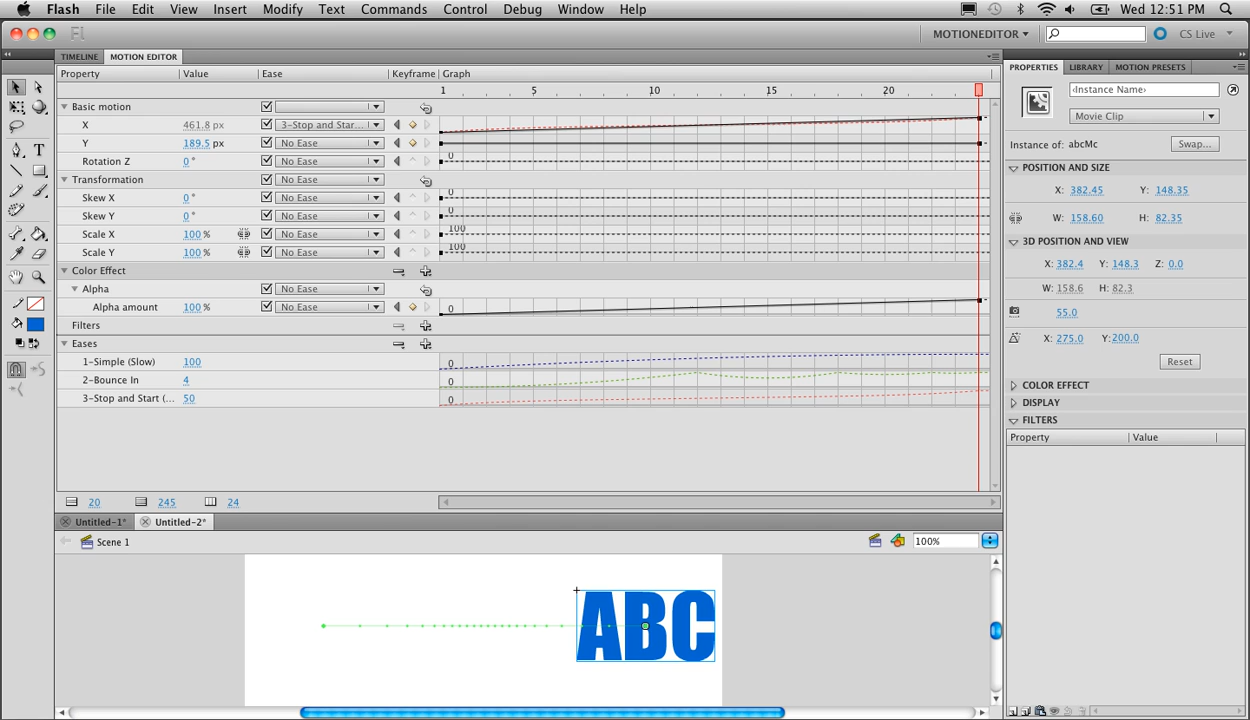 Flash File Edit View Insert Modify Text Commands Control Debug Window Help Wed 12:51 PM
Fl MOTIONEDITOR CS Live
TIMELINE MOTION EDITOR
Property Value Ease Keyframe Graph
1 5 10 15 20
Basic motion
X 461.8 px 3-Stop and Star...
Y 189.5 px No Ease
Rotation Z 0° No Ease 0
Transformation No Ease
Skew X 0° No Ease 0
Skew Y 0° No Ease 0
Scale X 100 % No Ease 100
Scale Y 100 % No Ease 100
Color Effect
Alpha No Ease
Alpha amount 100 % No Ease 0
Filters
Eases
1-Simple (Slow) 100 0
2-Bounce In 4 0
3-Stop and Start (... 50 0
20 245 24
Untitled-1* Untitled-2*
Scene 1 100%
ABC
PROPERTIES LIBRARY MOTION PRESETS
‹Instance Name›
Movie Clip
Instance of: abcMc Swap...
POSITION AND SIZE
X: 382.45 Y: 148.35
W: 158.60 H: 82.35
3D POSITION AND VIEW
X: 382.4 Y: 148.3 Z: 0.0
W: 158.6 H: 82.3
55.0
X: 275.0 Y: 200.0
Reset
COLOR EFFECT
DISPLAY
FILTERS
Property Value